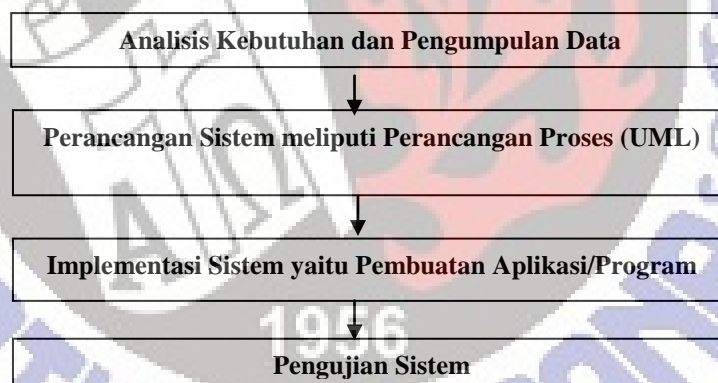 Analisis Kebutuhan dan Pengumpulan Data
Perancangan Sistem meliputi Perancangan Proses (UML)
Implementasi Sistem yaitu Pembuatan Aplikasi/Program
1956
Pengujian Sistem